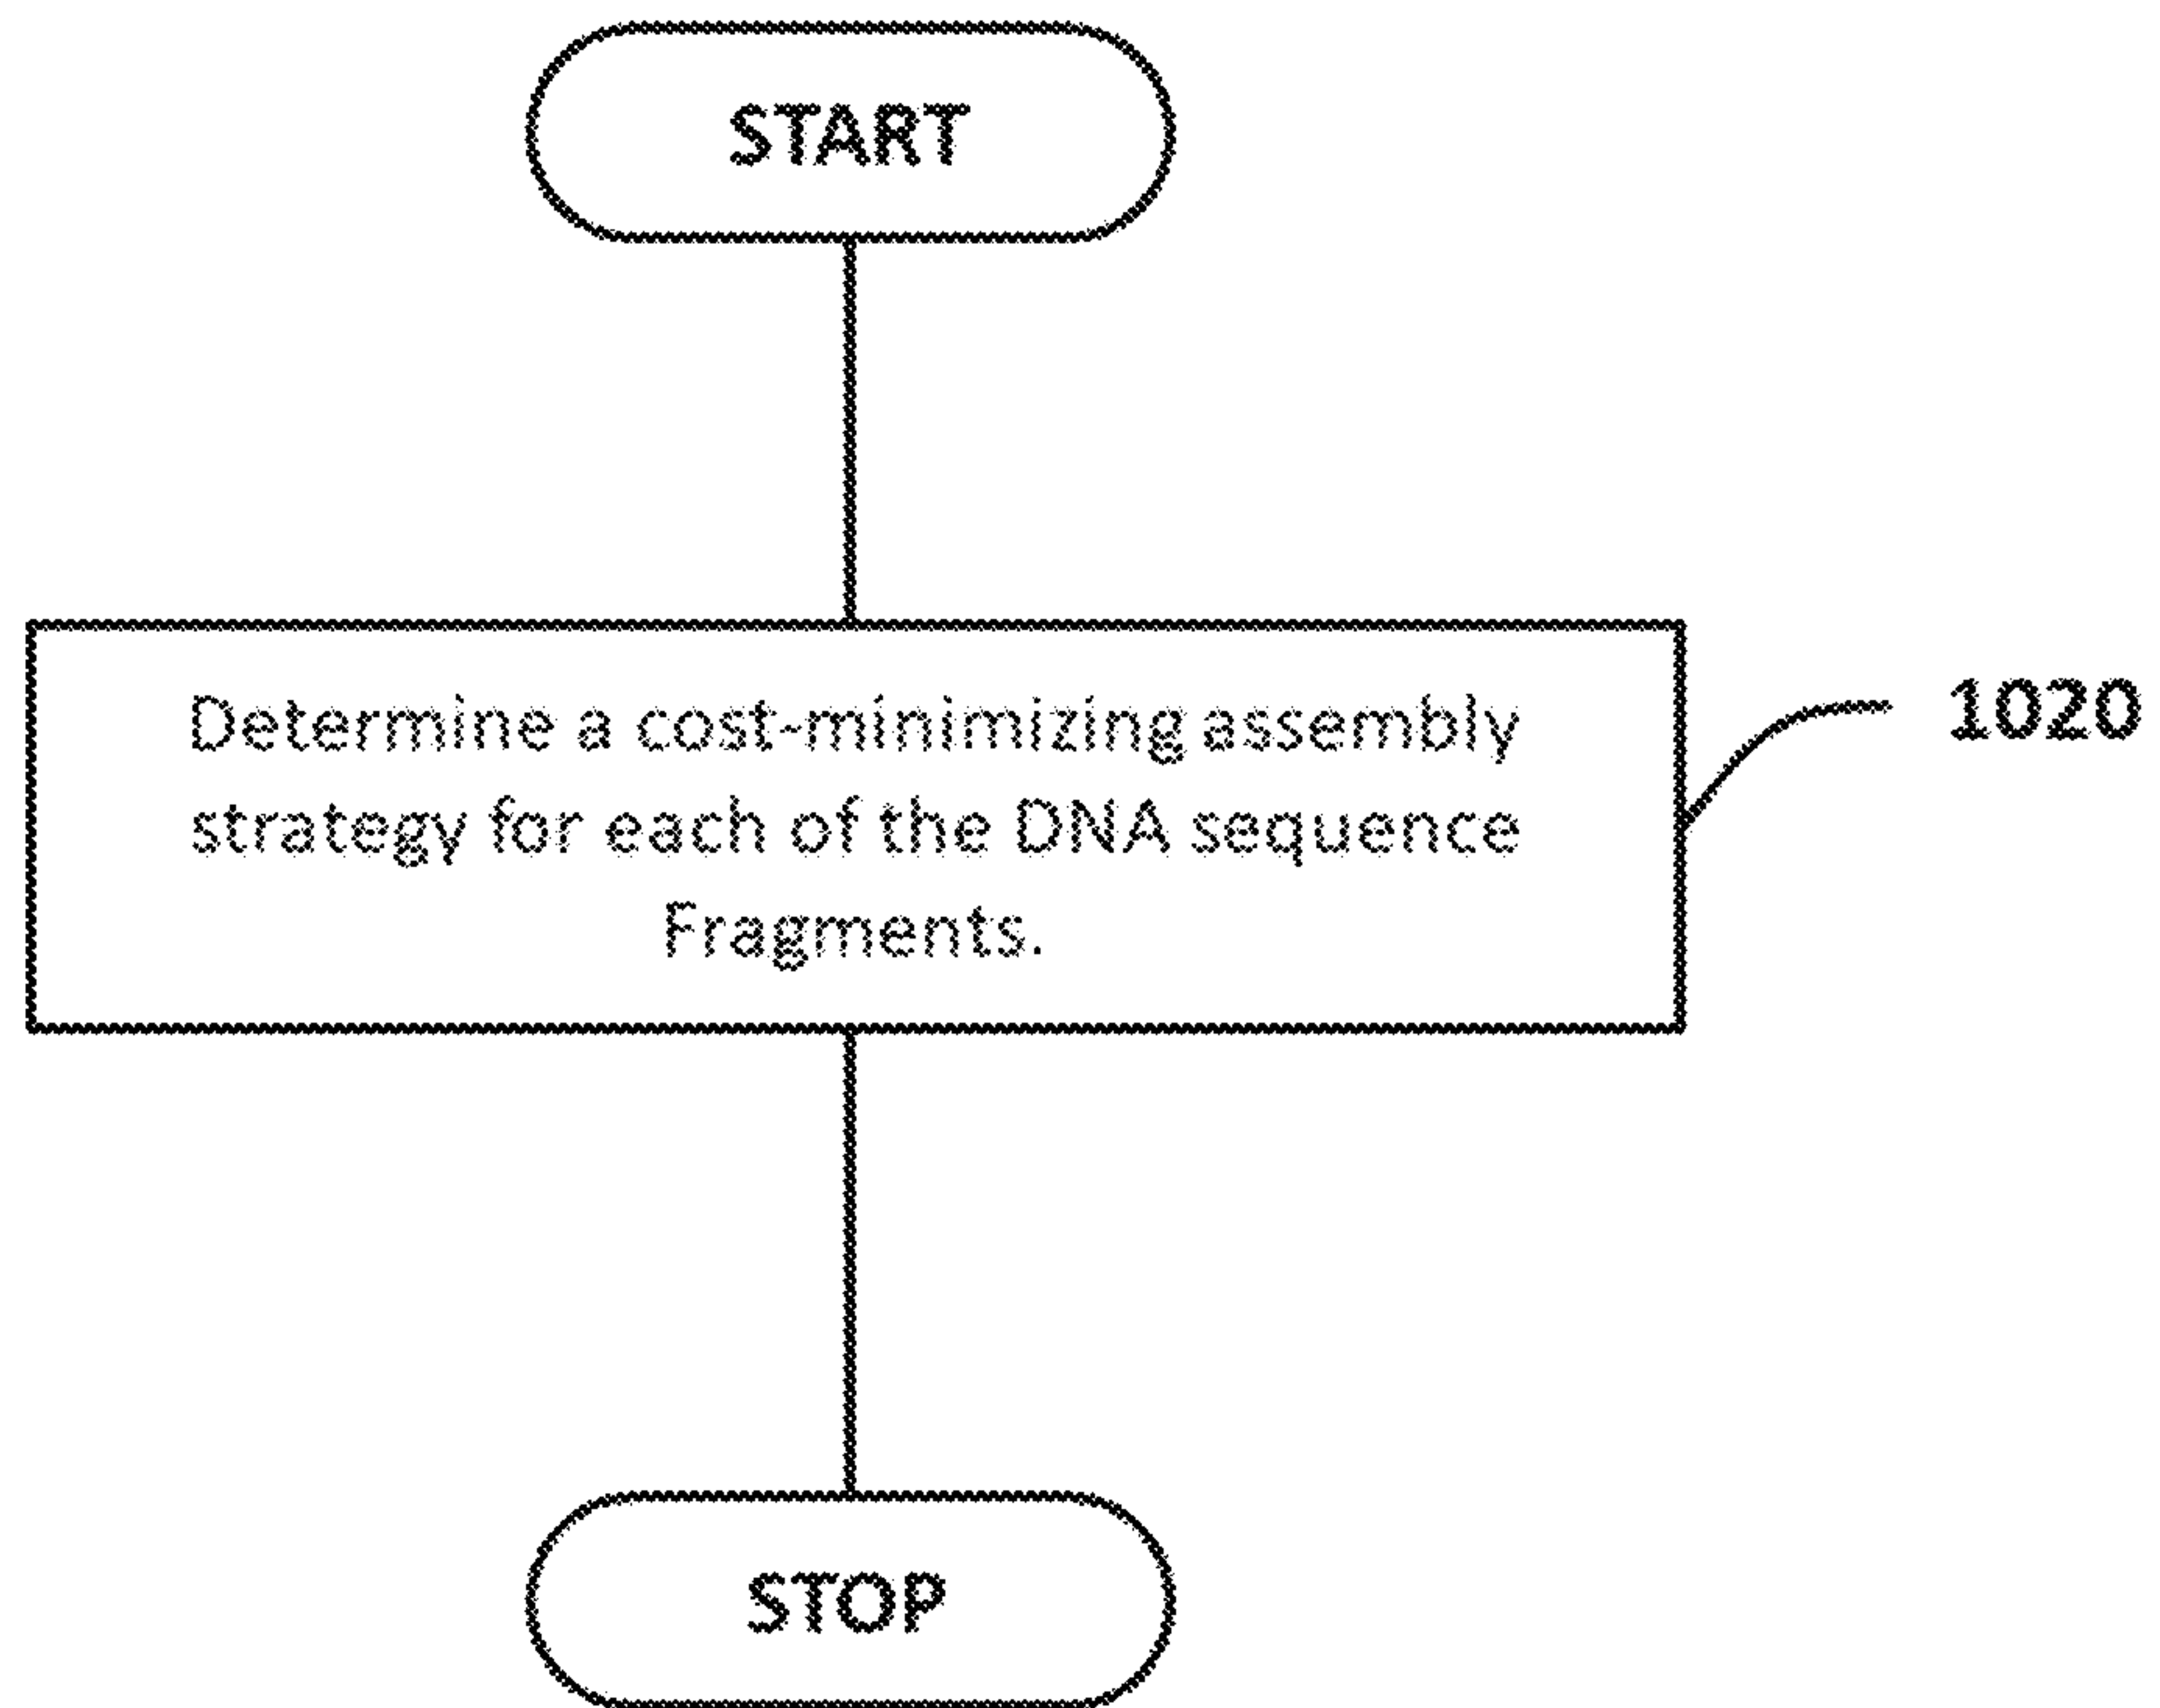 START
Determine a cost-minimizing assembly
strategy for each of the DNA sequence
Fragments.
1020
STOP